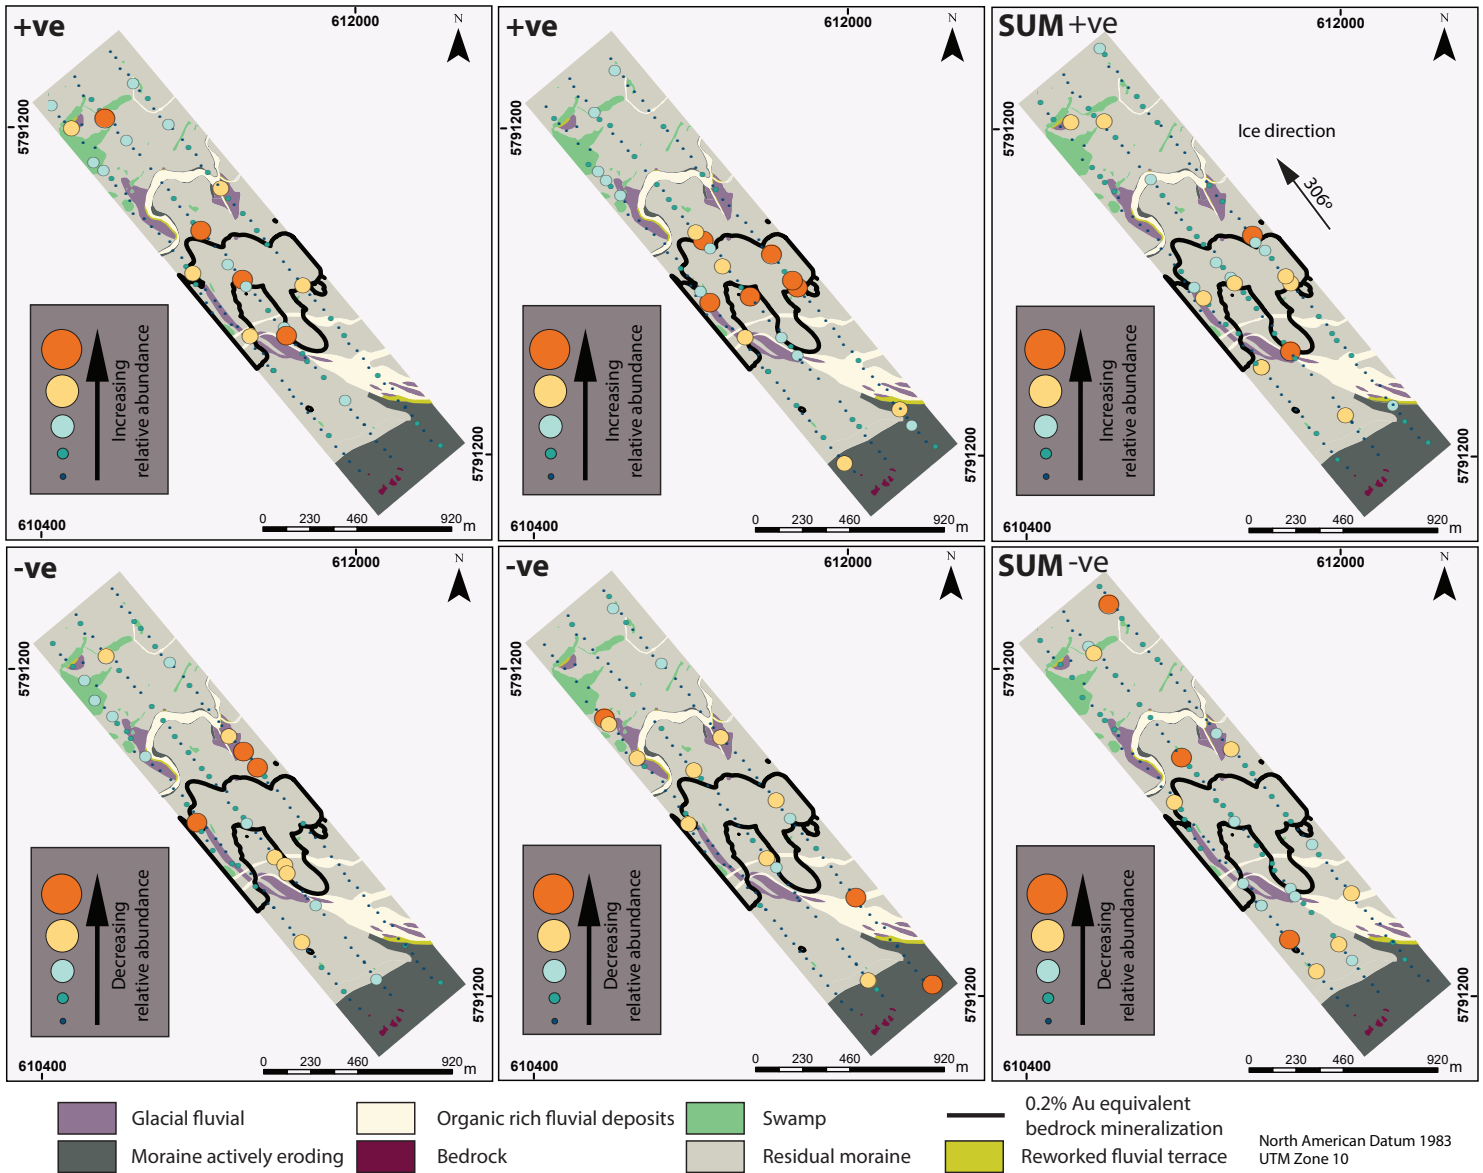 +ve
612000
N
5791200
Increasing
relative abundance
5791200
610400
0 230 460 920 m
+ve
612000
N
5791200
Increasing
relative abundance
5791200
610400
0 230 460 920 m
SUM +ve
612000
N
5791200
Ice direction
306º
Increasing
relative abundance
5791200
610400
0 230 460 920 m
-ve
612000
N
5791200
Decreasing
relative abundance
5791200
610400
0 230 460 920 m
-ve
612000
N
5791200
Decreasing
relative abundance
5791200
610400
0 230 460 920 m
SUM -ve
612000
N
5791200
Decreasing
relative abundance
5791200
610400
0 230 460 920 m
Glacial fluvial
Organic rich fluvial deposits
Swamp
0.2% Au equivalent
bedrock mineralization
Moraine actively eroding
Bedrock
Residual moraine
Reworked fluvial terrace
North American Datum 1983
UTM Zone 10